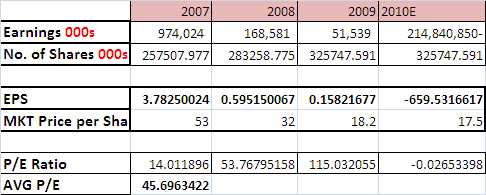 2007 2008 2009 2010E
Earnings 000s 974,024 168,581 51,539 214,840,850-
No. of Shares 000s 257507.977 283258.775 325747.591 325747.591
EPS 3.78250024 0.595150067 0.15821677 -659.5316617
MKT Price per Sha 53 32 18.2 17.5
P/E Ratio 14.011896 53.76795158 115.032055 -0.02653398
AVG P/E 45.6963422